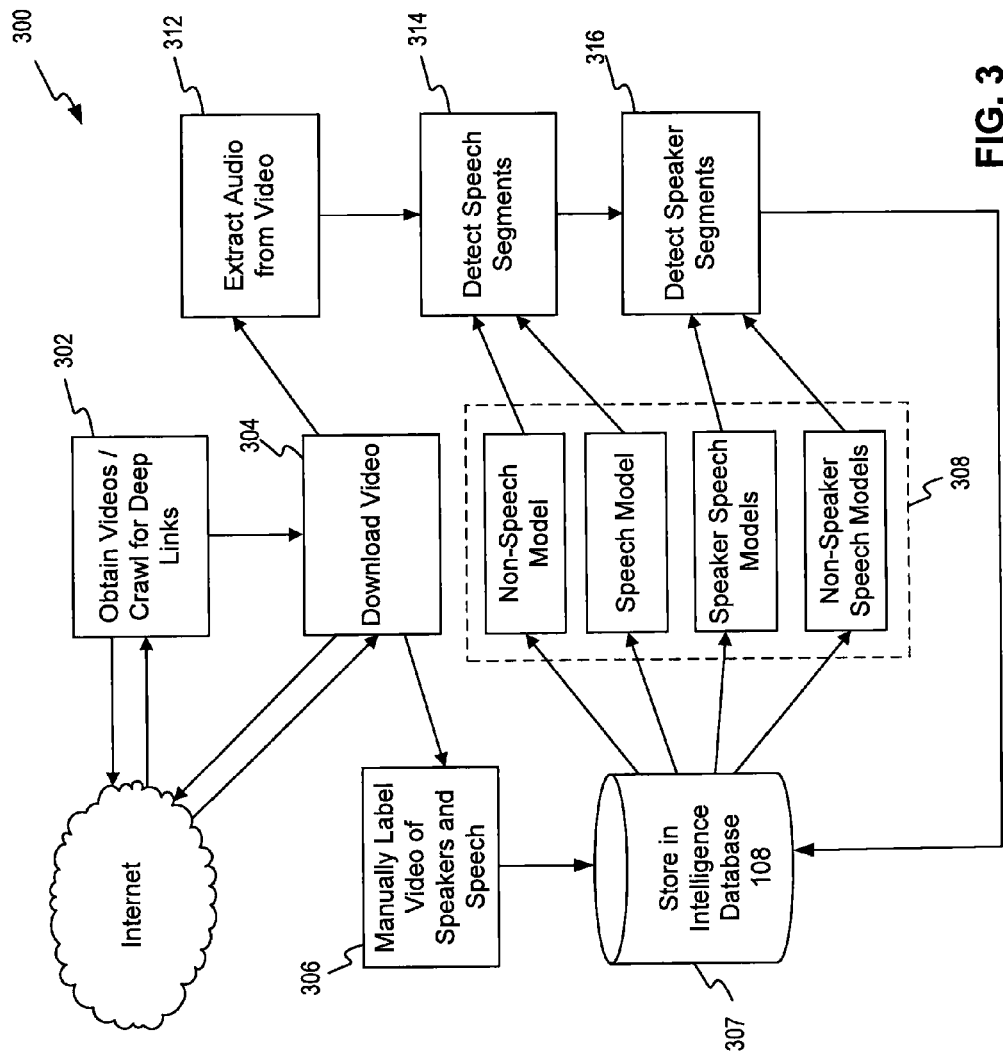 300
Internet
302
Obtain Videos /
Crawl for Deep
Links
312
Extract Audio
from Video
304
Download Video
306
Manually Label
Video of
Speakers and
Speech
314
Detect Speech
Segments
Non-Speech
Model
Speech Model
Speaker Speech
Models
Non-Speaker
Speech Models
308
316
Detect Speaker
Segments
Store in
Intelligence
Database
108
307
FIG. 3